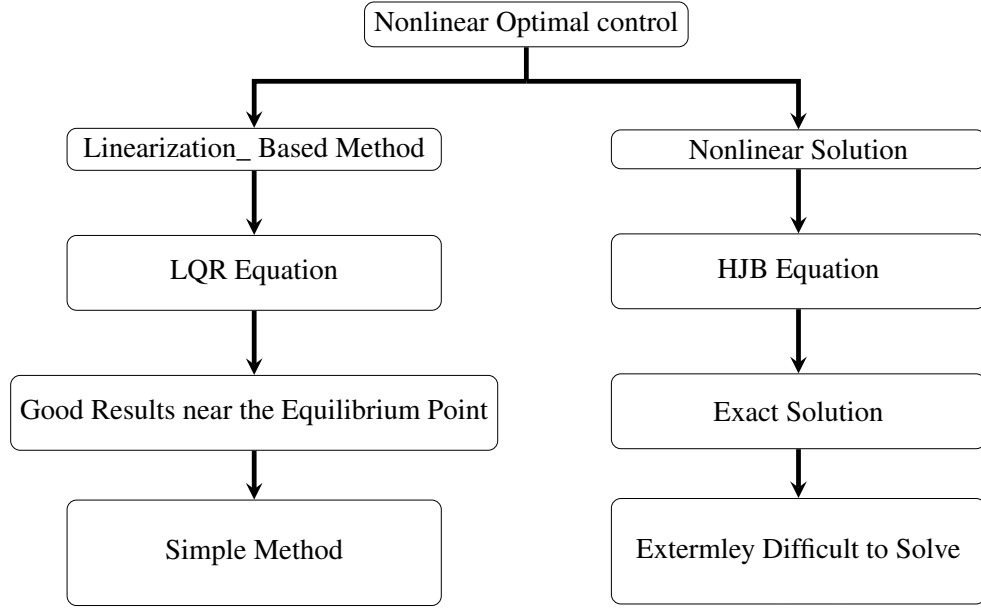 Nonlinear Optimal control
Linearization_ Based Method
Nonlinear Solution
LQR Equation
HJB Equation
Good Results near the Equilibrium Point
Exact Solution
Simple Method
Extermley Difficult to Solve